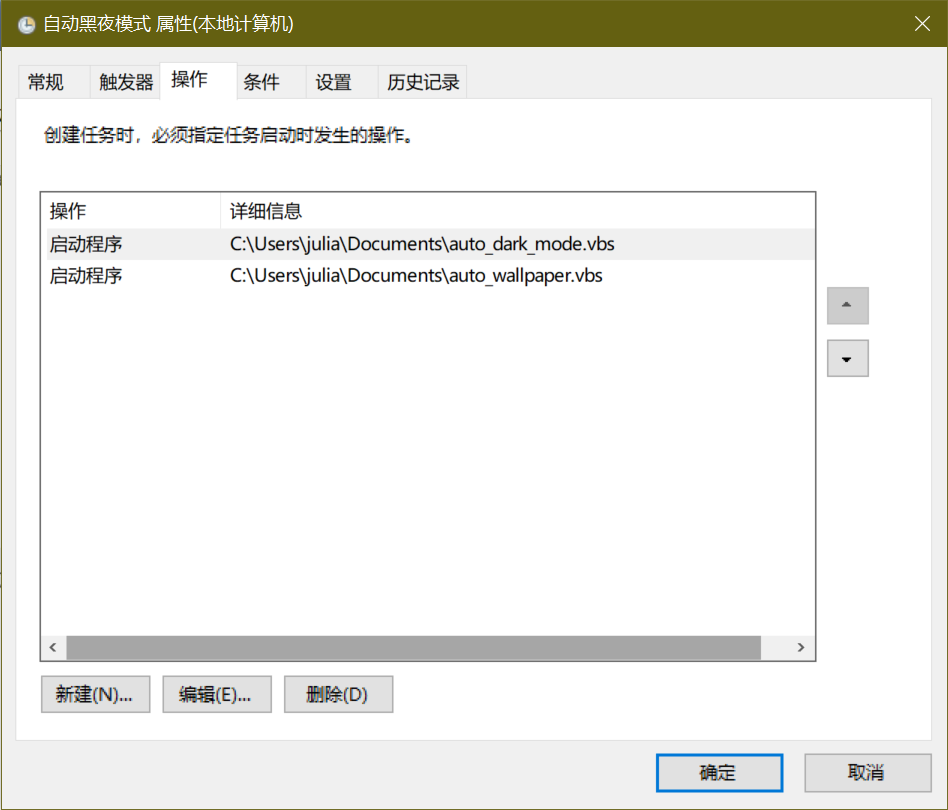 自动黑夜模式 属性(本地计算机)
常规 触发器 操作 条件 设置 历史记录
创建任务时，必须指定任务启动时发生的操作。
操作 详细信息
启动程序 C:\Users\julia\Documents\auto_dark_mode.vbs
启动程序 C:\Users\julia\Documents\auto_wallpaper.vbs
新建(N)... 编辑(E)... 删除(D)
确定 取消